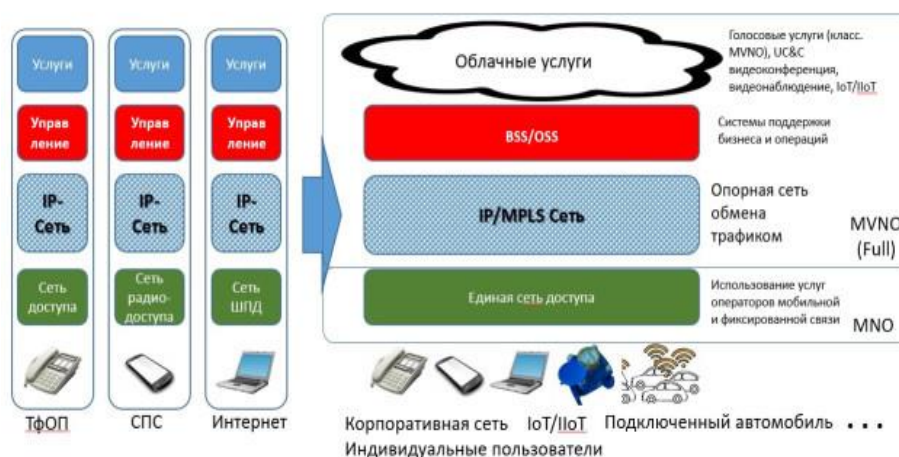 Услуги
Управ
ление
IP-
Сеть
Сеть
доступа
ТфОП
Услуги
Управ
ление
IP-
Сеть
Сеть
радио-
доступа
СПС
Услуги
Управ
ление
IP-
Сеть
Сеть
ШПД
Интернет
Облачные услуги
Голосовые услуги (класс.
MVNO), UC&C
видеоконференция,
видеонаблюдение, IoT/IIoT
BSS/OSS
Системы поддержки
бизнеса и операций
IP/MPLS Сеть
Опорная сеть
обмена
трафиком
MVNO
(Full)
Единая сеть доступа
Использование услуг
операторов мобильной
и фиксированной связи
MNO
Корпоративная сеть IoT/IIoT Подключенный автомобиль ...
Индивидуальные пользователи